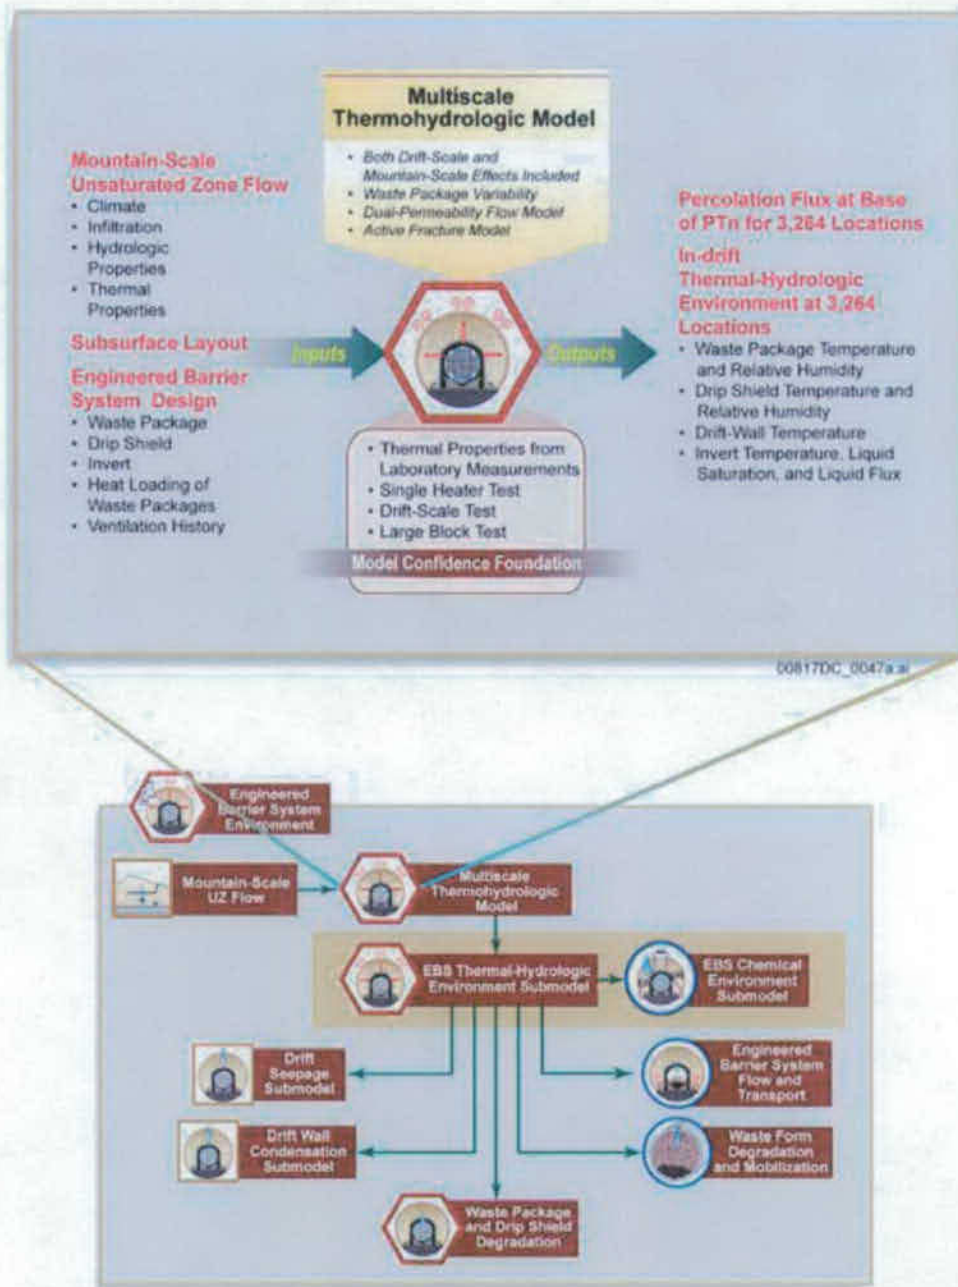 Multiscale
Thermohydrologic Model
• Both Drift-Scale and
Mountain-Scale Effects Included
• Waste Package Variability
• Dual-Permeability Flow Model
• Active Fracture Model
Mountain-Scale
Unsaturated Zone Flow
• Climate
• Infiltration
• Hydrologic
Properties
• Thermal
Properties
Subsurface Layout
Engineered Barrier
System Design
• Waste Package
• Drip Shield
• Invert
• Heat Loading of
Waste Packages
• Ventilation History
Inputs
Outputs
Percolation Flux at Base
of PTn for 3,264 Locations
In-drift
Thermal-Hydrologic
Environment at 3,264
Locations
• Waste Package Temperature
and Relative Humidity
• Drip Shield Temperature and
Relative Humidity
• Drift-Wall Temperature
• Invert Temperature, Liquid
Saturation, and Liquid Flux
• Thermal Properties from
Laboratory Measurements
• Single Heater Test
• Drift-Scale Test
• Large Block Test
Model Confidence Foundation
00817DC_0047a.ai
Engineered
Barrier System
Environment
Mountain-Scale
UZ Flow
Multiscale
Thermohydrologic
Model
EBS Thermal-Hydrologic
Environment Submodel
EBS Chemical
Environment
Submodel
Drift
Seepage
Submodel
Engineered
Barrier System
Flow and
Transport
Drift Wall
Condensation
Submodel
Waste Form
Degradation
and Mobilization
Waste Package
and Drip Shield
Degradation